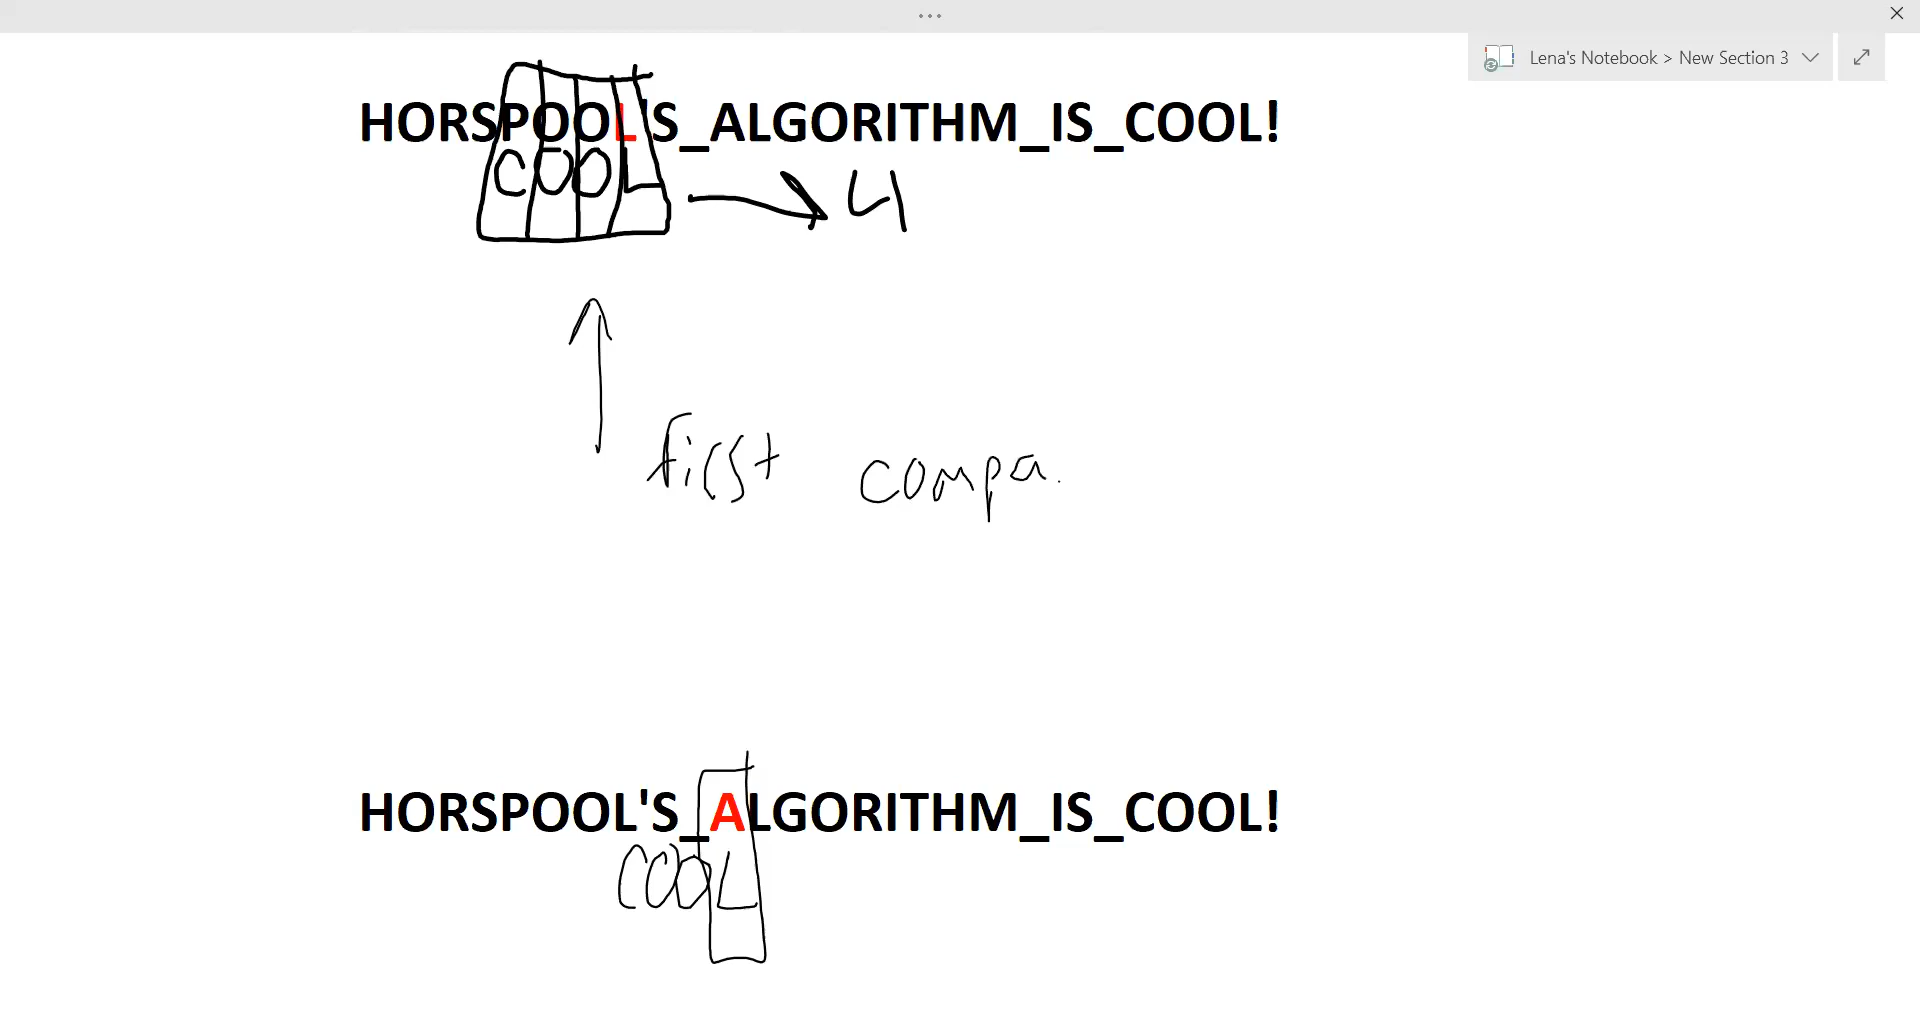 Lena's Notebook > New Section 3
HORSPOOL'S_ALGORITHM_IS_COOL!
COOL 4
first compa.
HORSPOOL'S_ALGORITHM_IS_COOL!
COOL